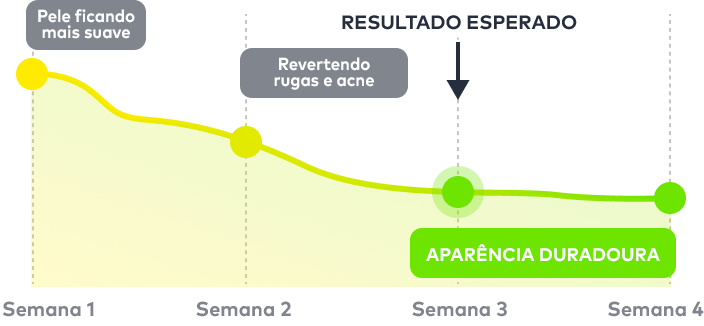 Pele ficando
mais suave
RESULTADO ESPERADO
Revertendo
rugas e acne
APARÊNCIA DURADOURA
Semana 1
Semana 2
Semana 3
Semana 4